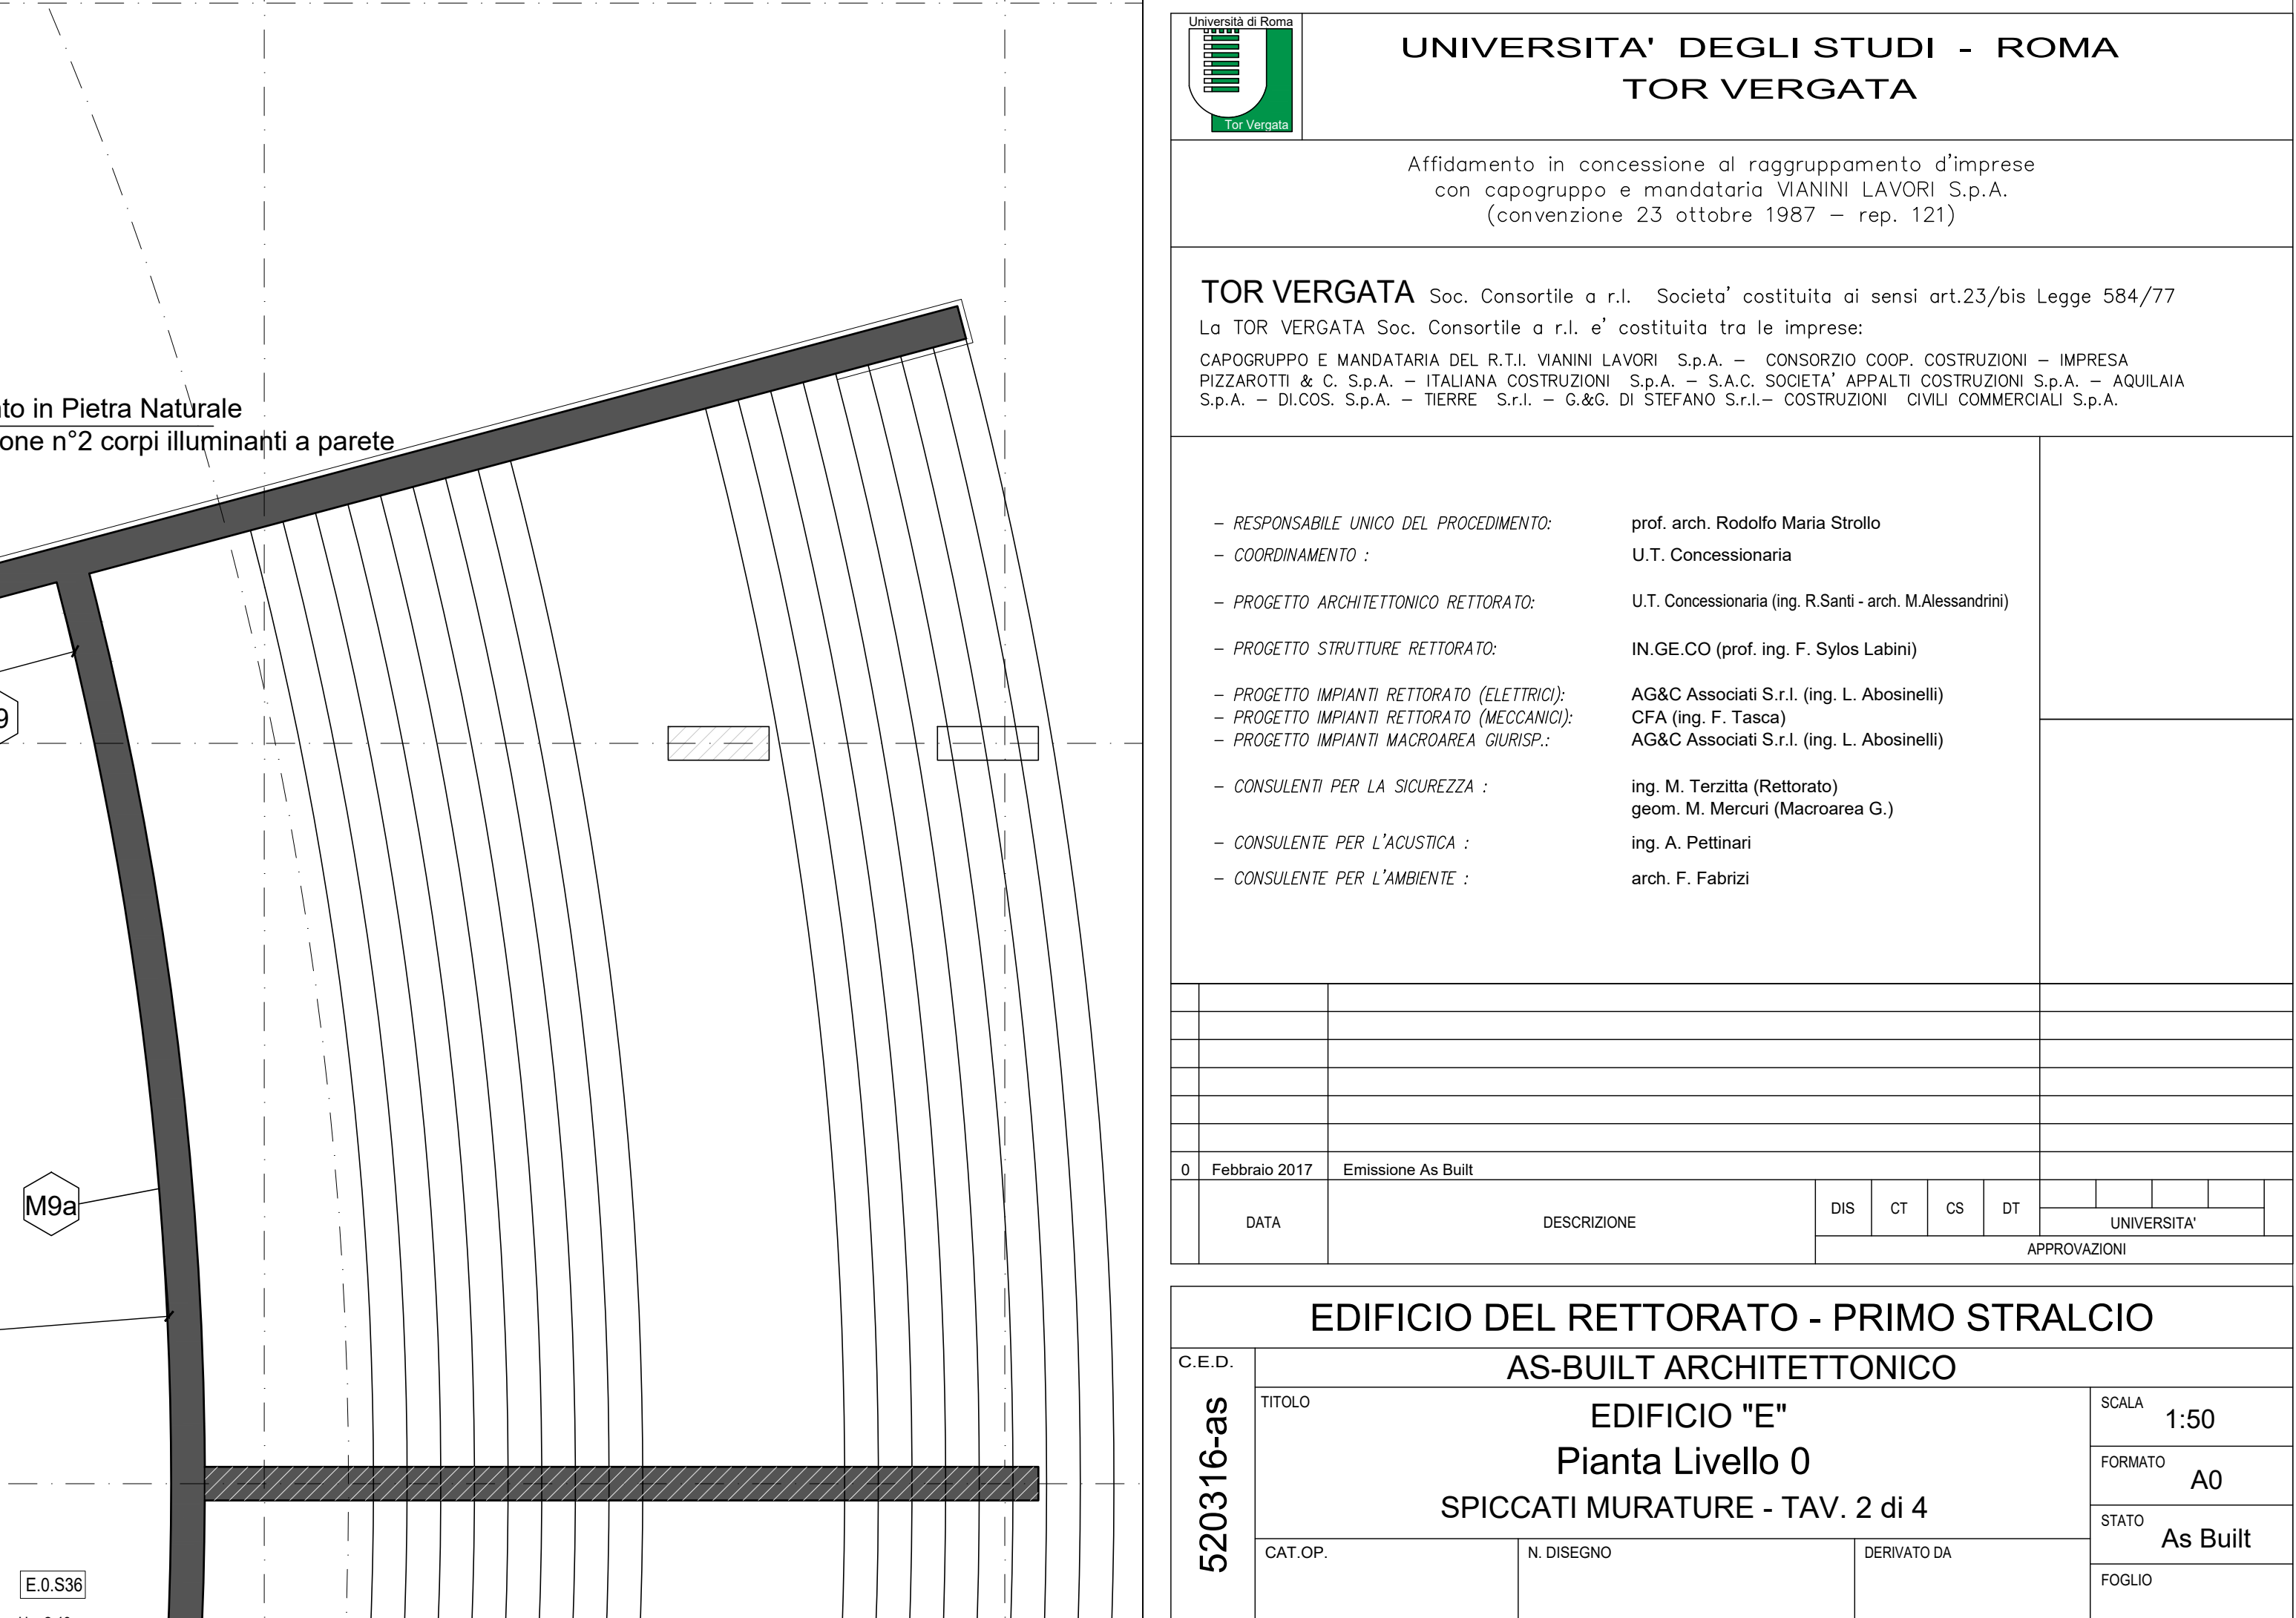 Università di Roma
Tor Vergata
UNIVERSITA' DEGLI STUDI - ROMA
TOR VERGATA
Affidamento in concessione al raggruppamento d'imprese
con capogruppo e mandataria VIANINI LAVORI S.p.A.
(convenzione 23 ottobre 1987 – rep. 121)
TOR VERGATA Soc. Consortile a r.l. Societa' costituita ai sensi art.23/bis Legge 584/77
La TOR VERGATA Soc. Consortile a r.l. e' costituita tra le imprese:
CAPOGRUPPO E MANDATARIA DEL R.T.I. VIANINI LAVORI S.p.A. – CONSORZIO COOP. COSTRUZIONI – IMPRESA
PIZZAROTTI & C. S.p.A. – ITALIANA COSTRUZIONI S.p.A. – S.A.C. SOCIETA' APPALTI COSTRUZIONI S.p.A. – AQUILAIA
S.p.A. – DI.COS. S.p.A. – TIERRE S.r.l. – G.&G. DI STEFANO S.r.l.– COSTRUZIONI CIVILI COMMERCIALI S.p.A.
– RESPONSABILE UNICO DEL PROCEDIMENTO: prof. arch. Rodolfo Maria Strollo
– COORDINAMENTO : U.T. Concessionaria
– PROGETTO ARCHITETTONICO RETTORATO: U.T. Concessionaria (ing. R.Santi - arch. M.Alessandrini)
– PROGETTO STRUTTURE RETTORATO: IN.GE.CO (prof. ing. F. Sylos Labini)
– PROGETTO IMPIANTI RETTORATO (ELETTRICI): AG&C Associati S.r.l. (ing. L. Abosinelli)
– PROGETTO IMPIANTI RETTORATO (MECCANICI): CFA (ing. F. Tasca)
– PROGETTO IMPIANTI MACROAREA GIURISP.: AG&C Associati S.r.l. (ing. L. Abosinelli)
– CONSULENTI PER LA SICUREZZA : ing. M. Terzitta (Rettorato)
geom. M. Mercuri (Macroarea G.)
– CONSULENTE PER L'ACUSTICA : ing. A. Pettinari
– CONSULENTE PER L'AMBIENTE : arch. F. Fabrizi
0 Febbraio 2017 Emissione As Built
DATA DESCRIZIONE DIS CT CS DT UNIVERSITA'
APPROVAZIONI
EDIFICIO DEL RETTORATO - PRIMO STRALCIO
C.E.D.
5203316-as
AS-BUILT ARCHITETTONICO
TITOLO
EDIFICIO "E"
Pianta Livello 0
SPICCATI MURATURE - TAV. 2 di 4
SCALA 1:50
FORMATO A0
STATO As Built
FOGLIO
CAT.OP. N. DISEGNO DERIVATO DA
to in Pietra Naturale
one n°2 corpi illuminanti a parete
9
M9a
E.0.S36